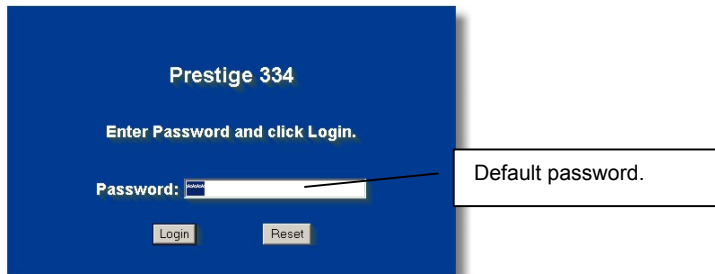 Prestige 334
Enter Password and click Login.
Password: ****
Default password.
Login Reset